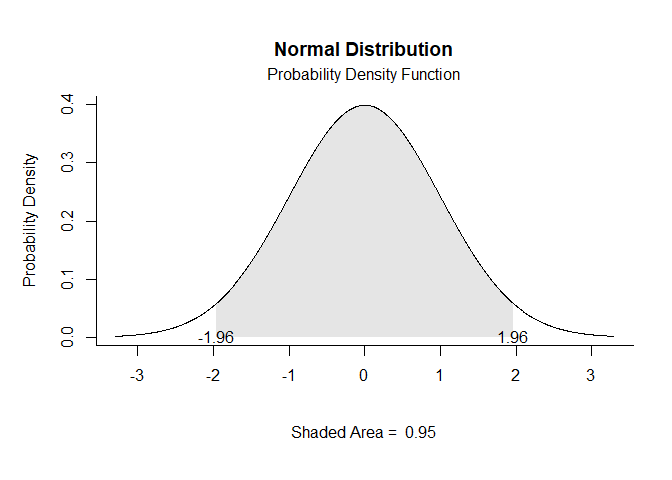 Normal Distribution
Probability Density Function
Probability Density
0.4
0.3
0.2
0.1
0.0
-1.96 1.96
-3 -2 -1 0 1 2 3
Shaded Area = 0.95